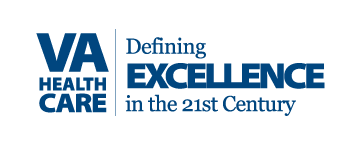 VA
HEALTH
CARE
Defining
EXCELLENCE
in the 21st Century